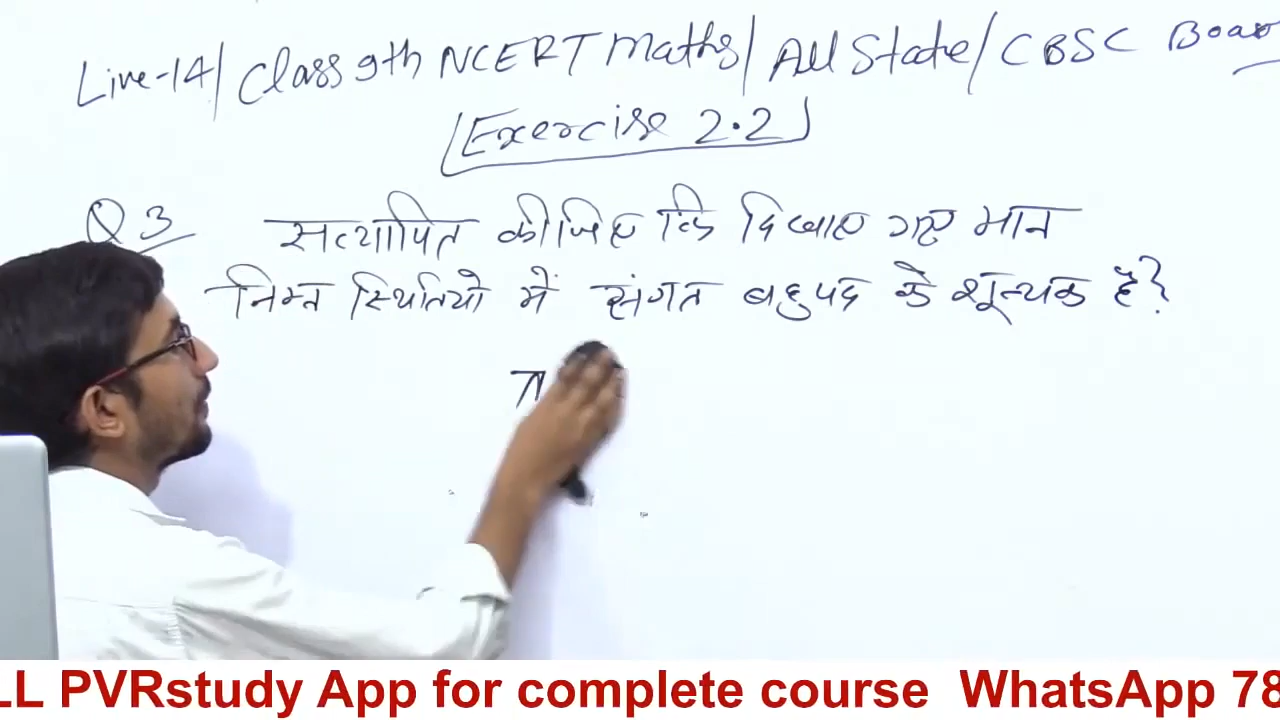 Live-14/ Class 9th NCERT Maths/ All State/ CBSC Boar
Exercise 2.2
Q 3 सत्यापित कीजिए कि दिखाए गए मान
निम्न स्थितियो में संगत बहुपद के शून्यक है?
LL PVRstudy App for complete course WhatsApp 78